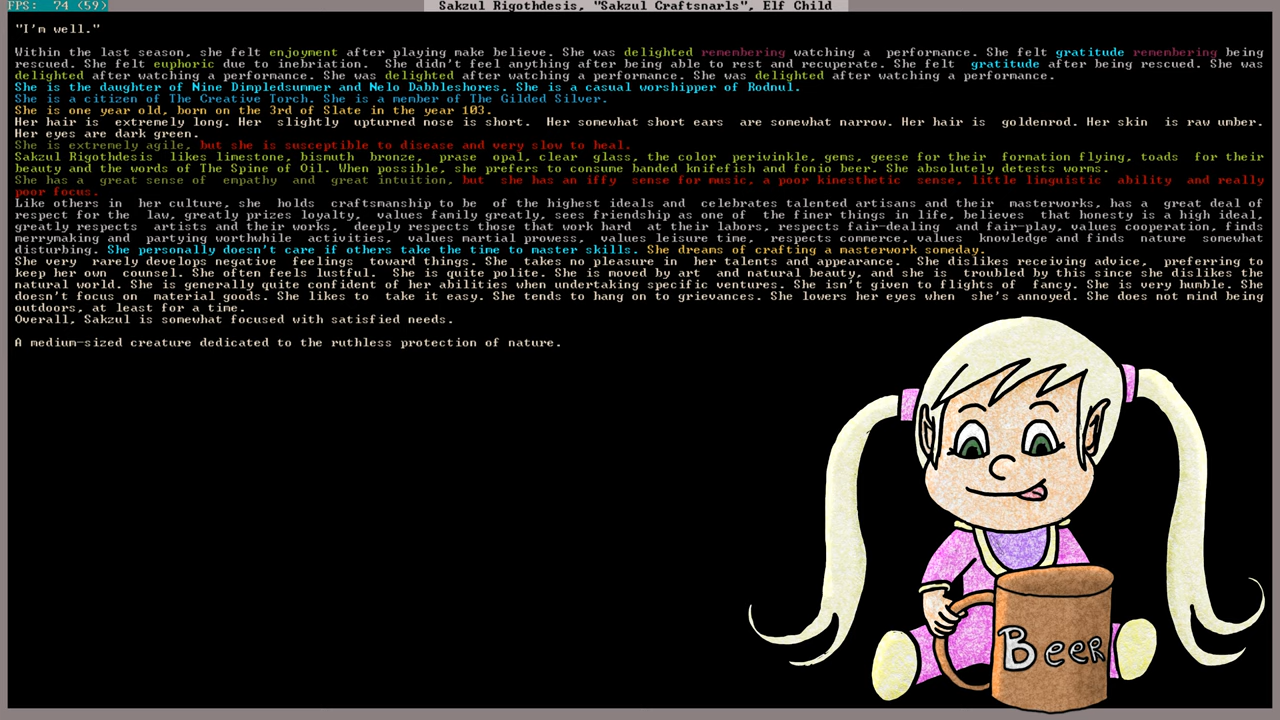 FPS: 74 (59)
Sakzul Rigothdesis, "Sakzul Craftsnarls", Elf Child
"I'm well."
Within the last season, she felt enjoyment after playing make believe. She was delighted remembering watching a performance. She felt gratitude remembering being
rescued. She felt euphoric due to inebriation. She didn't feel anything after being able to rest and recuperate. She felt gratitude after being rescued. She was
delighted after watching a performance. She was delighted after watching a performance. She was delighted after watching a performance.
She is the daughter of Nine Dimpledsummer and Nelo Dabbleshores. She is a casual worshipper of Rodnul.
She is a citizen of The Creative Torch. She is a member of The Gilded Silver.
She is one year old, born on the 3rd of Slate in the year 103.
Her hair is extremely long. Her slightly upturned nose is short. Her somewhat short ears are somewhat narrow. Her hair is goldenrod. Her skin is raw umber.
Her eyes are dark green.
She is extremely agile, but she is susceptible to disease and very slow to heal.
Sakzul Rigothdesis likes limestone, bismuth bronze, prase opal, clear glass, the color periwinkle, gems, geese for their formation flying, toads for their
beauty and the words of The Spine of Oil. When possible, she prefers to consume banded knifefish and fonio beer. She absolutely detests worms.
She has a great sense of empathy and great intuition, but she has an iffy sense for music, a poor kinesthetic sense, little linguistic ability and really
poor focus.
Like others in her culture, she holds craftsmanship to be of the highest ideals and celebrates talented artisans and their masterworks, has a great deal of
respect for the law, greatly prizes loyalty, values family greatly, sees friendship as one of the finer things in life, believes that honesty is a high ideal,
greatly respects artists and their works, deeply respects those that work hard at their labors, respects fair-dealing and fair-play, values cooperation, finds
merrymaking and partying worthwhile activities, values martial prowess, values leisure time, respects commerce, values knowledge and finds nature somewhat
disturbing. She personally doesn't care if others take the time to master skills. She dreams of crafting a masterwork someday.
She very rarely develops negative feelings toward things. She takes no pleasure in her talents and appearance. She dislikes receiving advice, preferring to
keep her own counsel. She often feels lustful. She is quite polite. She is moved by art and natural beauty, and she is troubled by this since she dislikes the
natural world. She is generally quite confident of her abilities when undertaking specific ventures. She isn't given to flights of fancy. She is very humble. She
doesn't focus on material goods. She likes to take it easy. She tends to hang on to grievances. She lowers her eyes when she's annoyed. She does not mind being
outdoors, at least for a time.
Overall, Sakzul is somewhat focused with satisfied needs.
A medium-sized creature dedicated to the ruthless protection of nature.
Beer